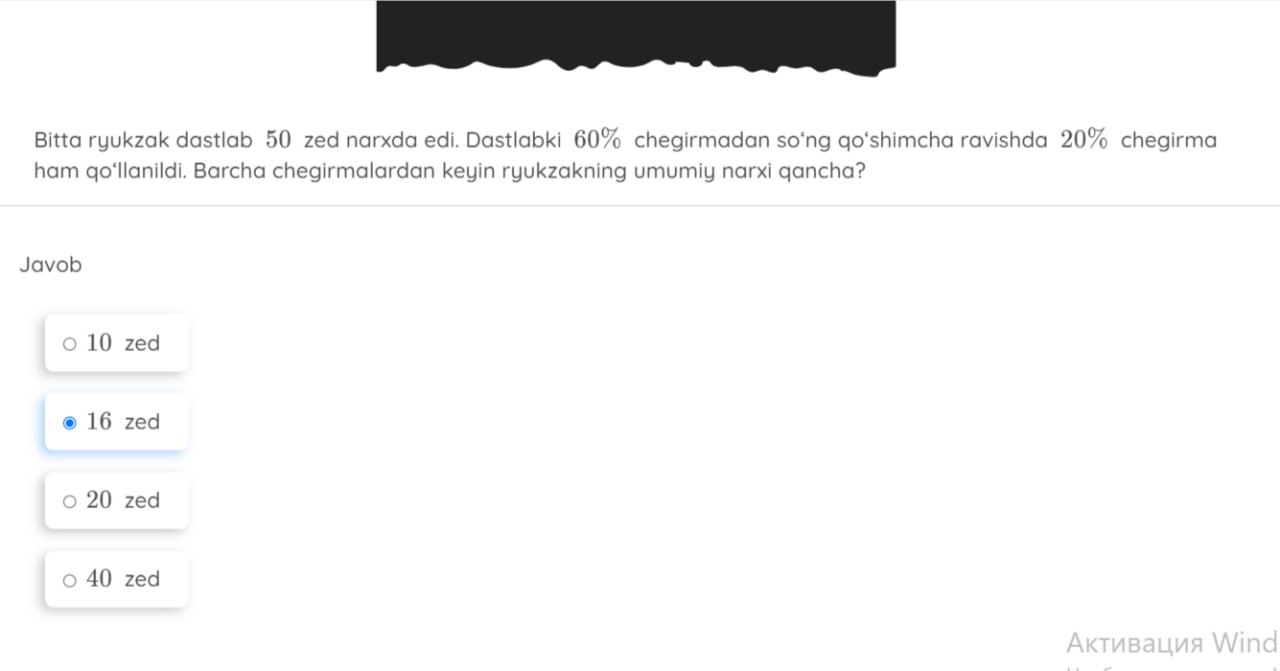 Bitta ryukzak dastlab 50 zed narxda edi. Dastlabki 60% chegirmadan so‘ng qo‘shimcha ravishda 20% chegirma
ham qo‘llanildi. Barcha chegirmalardan keyin ryukzakning umumiy narxi qancha?
Javob
10 zed
16 zed
20 zed
40 zed
Активация Wind